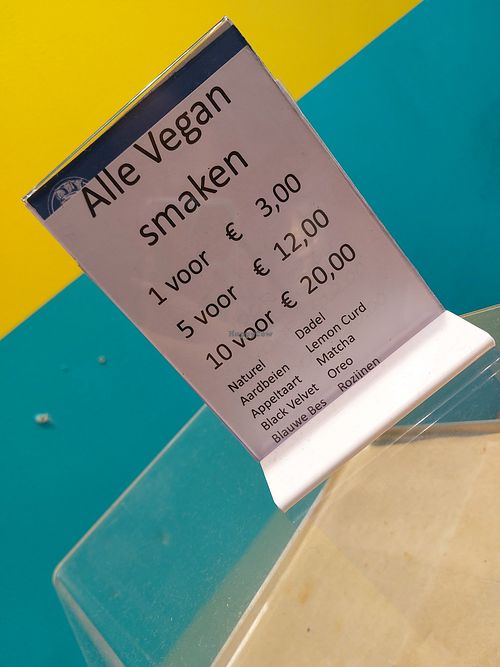 Alle Vegan
smaken
1 voor € 3,00
5 voor € 12,00
10 voor € 20,00
Naturel Dadel
Aardbeien Lemon Curd
Appeltaart Matcha
Black Velvet Oreo
Blauwe Bes Rozijnen